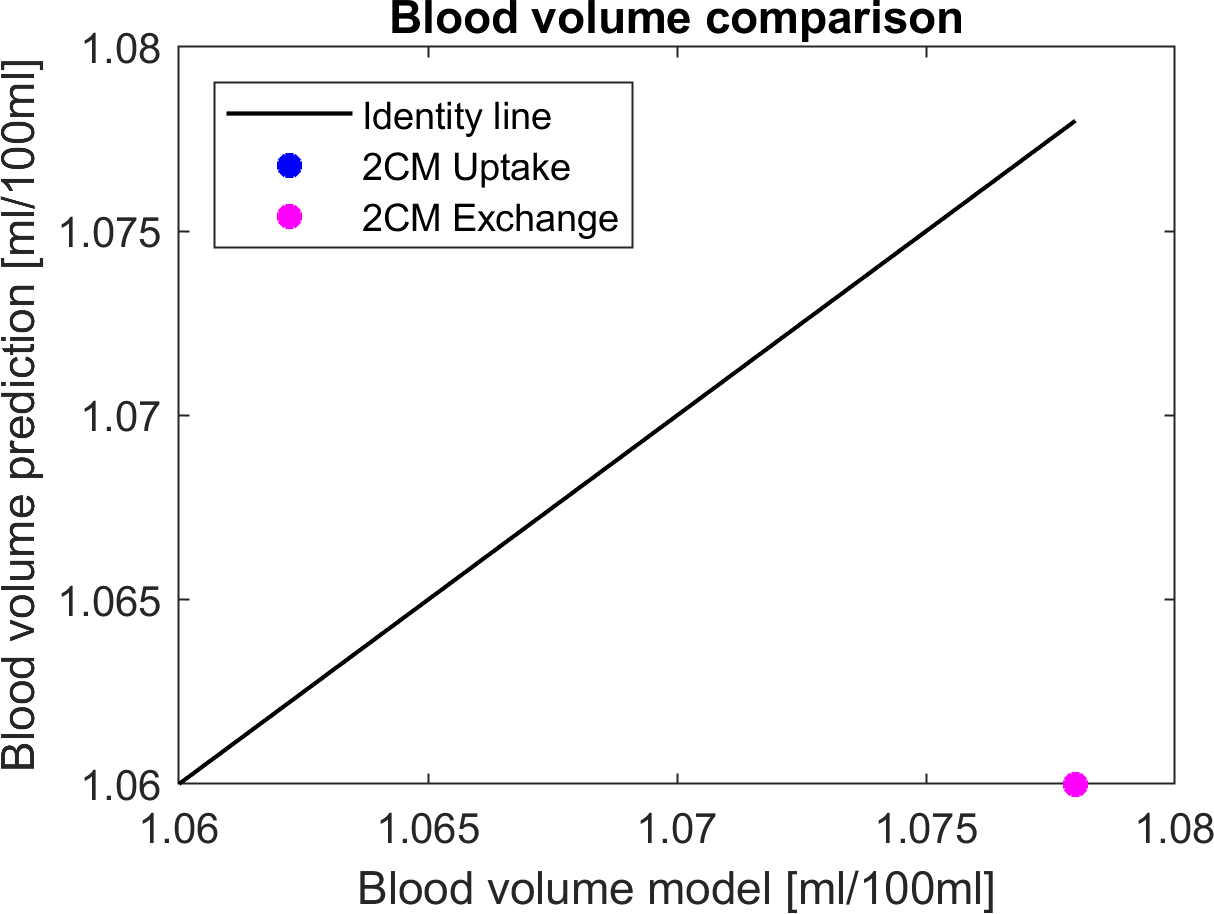 Blood volume comparison
Blood volume prediction [ml/100ml]
1.08
1.075
1.07
1.065
1.06
Identity line
2CM Uptake
2CM Exchange
1.06 1.065 1.07 1.075 1.08
Blood volume model [ml/100ml]